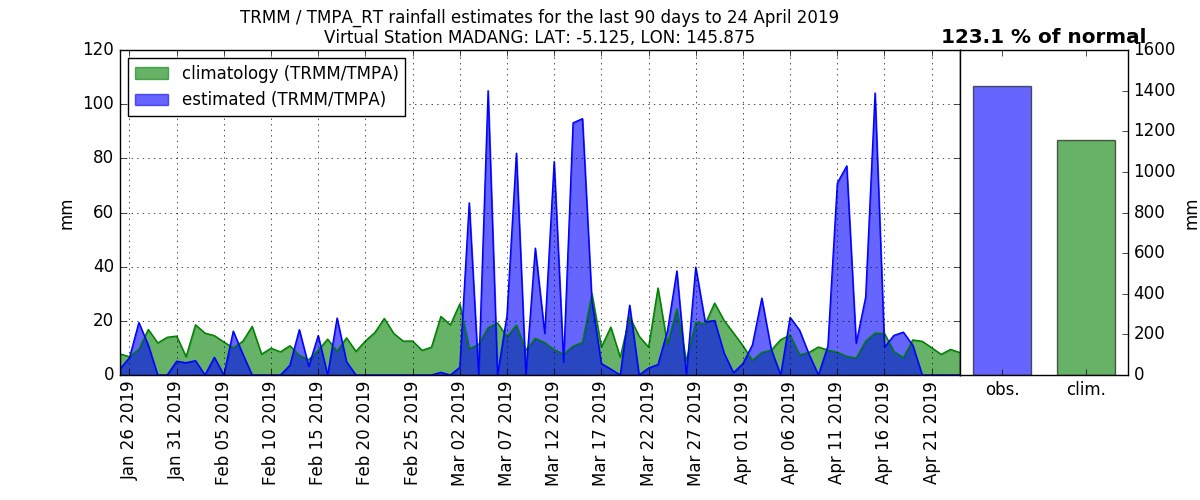 TRMM / TMPA_RT rainfall estimates for the last 90 days to 24 April 2019
Virtual Station MADANG: LAT: -5.125, LON: 145.875
123.1 % of normal
climatology (TRMM/TMPA)
estimated (TRMM/TMPA)
mm
120
100
80
60
40
20
0
Jan 26 2019
Jan 31 2019
Feb 05 2019
Feb 10 2019
Feb 15 2019
Feb 20 2019
Feb 25 2019
Mar 02 2019
Mar 07 2019
Mar 12 2019
Mar 17 2019
Mar 22 2019
Mar 27 2019
Apr 01 2019
Apr 06 2019
Apr 11 2019
Apr 16 2019
Apr 21 2019
1600
1400
1200
1000
800
600
400
200
0
mm
obs.
clim.